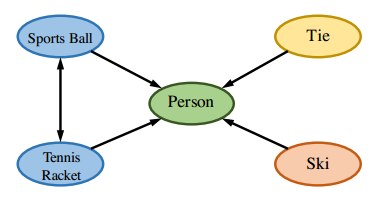 Sports Ball
Tie
Person
Tennis
Racket
Ski